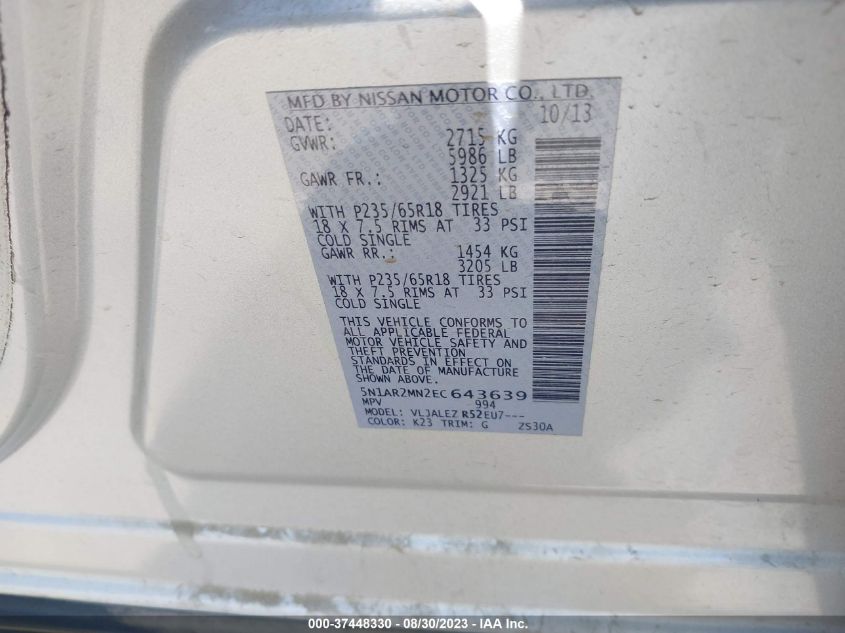 MFD BY NISSAN MOTOR CO., LTD.
DATE: 10/13
GVWR: 2715 KG
5986 LB
GAWR FR.: 1325 KG
2921 LB
WITH P235/65R18 TIRES
18 X 7.5 RIMS AT 33 PSI
COLD SINGLE
GAWR RR.: 1454 KG
3205 LB
WITH P235/65R18 TIRES
18 X 7.5 RIMS AT 33 PSI
COLD SINGLE
THIS VEHICLE CONFORMS TO
ALL APPLICABLE FEDERAL
MOTOR VEHICLE SAFETY AND
THEFT PREVENTION
STANDARDS IN EFFECT ON
THE DATE OF MANUFACTURE
SHOWN ABOVE.
5N1AR2MN2EC643639
MPV 994
MODEL: VLJALEZ R52EU7---
COLOR: K23 TRIM: G ZS30A
000-37448330 - 08/30/2023 - IAA Inc.